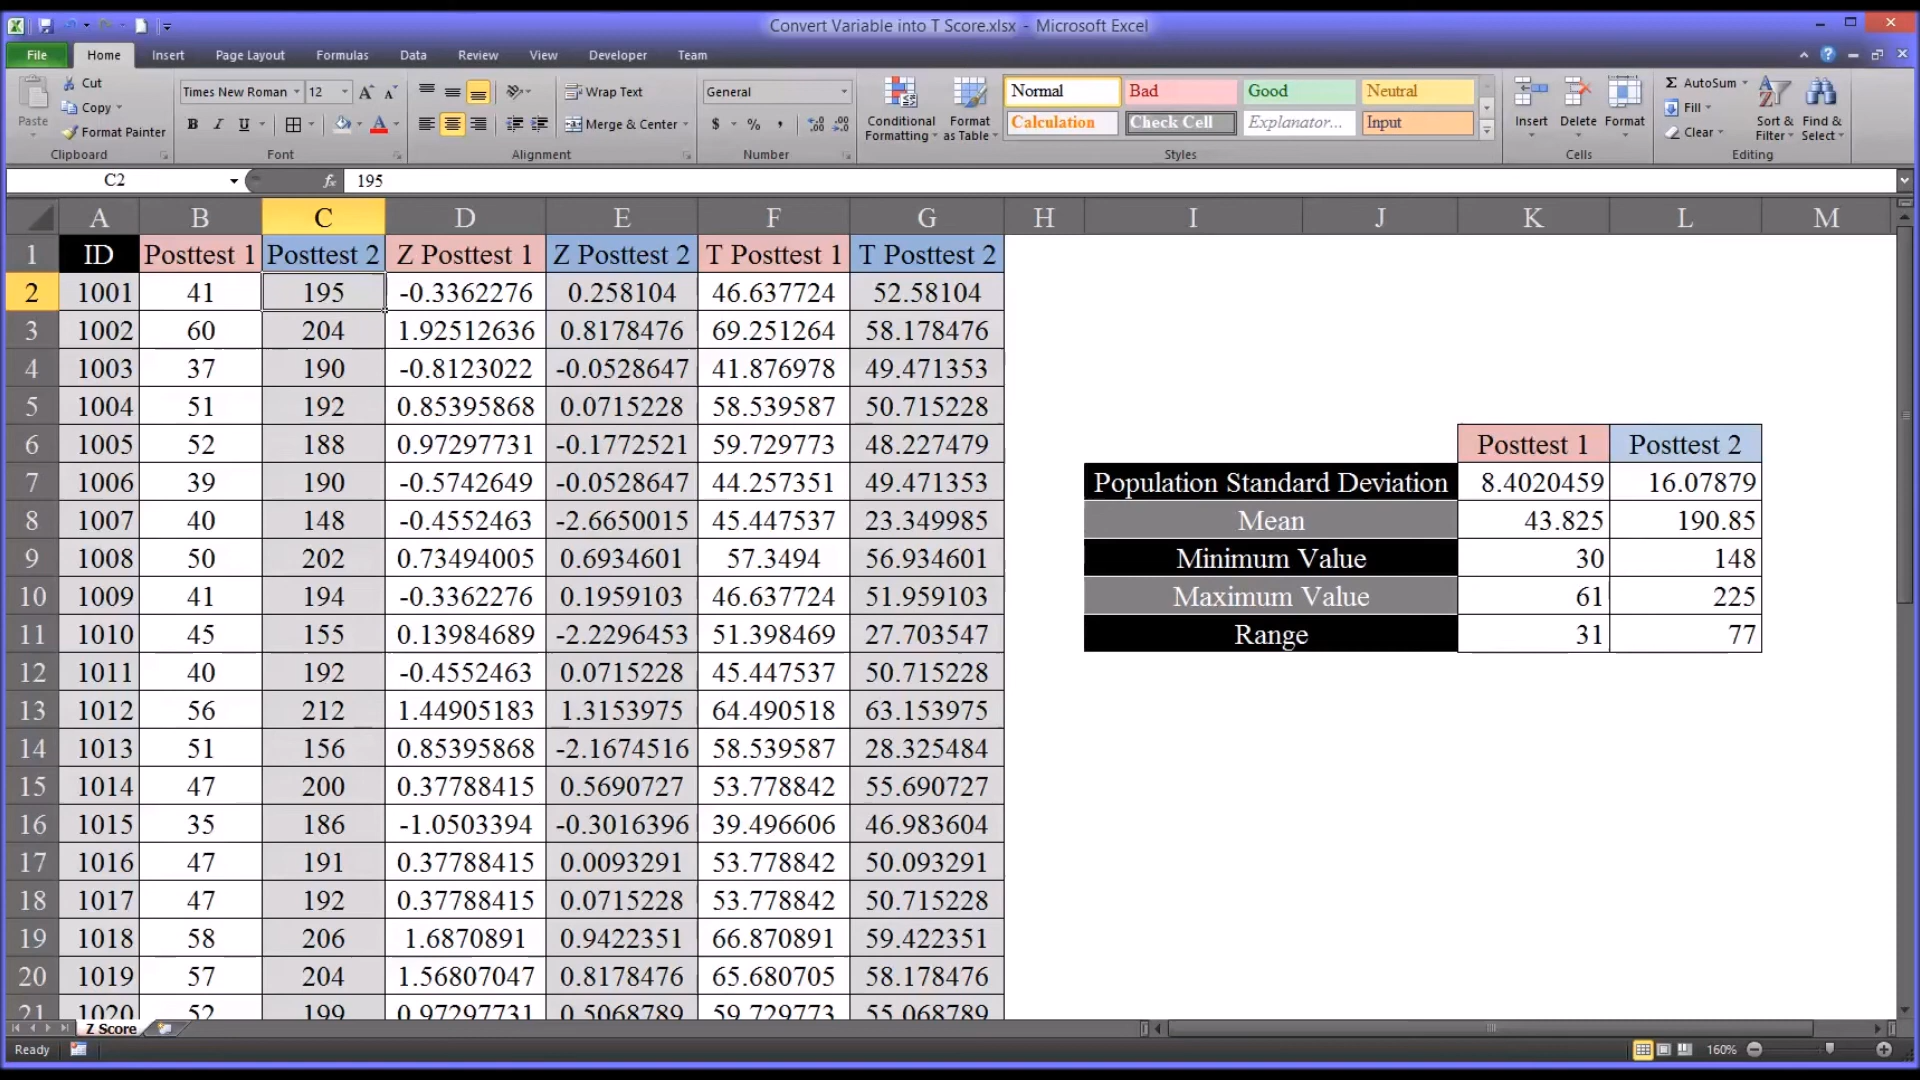 Convert Variable into T Score.xlsx - Microsoft Excel
File Home Insert Page Layout Formulas Data Review View Developer Team
Cut
Copy
Format Painter
Paste
Clipboard
Times New Roman 12
B I U
Font
Wrap Text
Merge & Center
Alignment
General
$ % ,
Number
Conditional Formatting
Format as Table
Normal Bad Good Neutral
Calculation Check Cell Explanator... Input
Styles
Insert Delete Format
Cells
Σ AutoSum
Fill
Clear
Sort & Filter
Find & Select
Editing
C2 fx 195
A B C D E F G H I J K L M
1 ID Posttest 1 Posttest 2 Z Posttest 1 Z Posttest 2 T Posttest 1 T Posttest 2
2 1001 41 195 -0.3362276 0.258104 46.637724 52.58104
3 1002 60 204 1.92512636 0.8178476 69.251264 58.178476
4 1003 37 190 -0.8123022 -0.0528647 41.876978 49.471353
5 1004 51 192 0.85395868 0.0715228 58.539587 50.715228
6 1005 52 188 0.97297731 -0.1772521 59.729773 48.227479
7 1006 39 190 -0.5742649 -0.0528647 44.257351 49.471353
8 1007 40 148 -0.4552463 -2.6650015 45.447537 23.349985
9 1008 50 202 0.73494005 0.6934601 57.3494 56.934601
10 1009 41 194 -0.3362276 0.1959103 46.637724 51.959103
11 1010 45 155 0.13984689 -2.2296453 51.398469 27.703547
12 1011 40 192 -0.4552463 0.0715228 45.447537 50.715228
13 1012 56 212 1.44905183 1.3153975 64.490518 63.153975
14 1013 51 156 0.85395868 -2.1674516 58.539587 28.325484
15 1014 47 200 0.37788415 0.5690727 53.778842 55.690727
16 1015 35 186 -1.0503394 -0.3016396 39.496606 46.983604
17 1016 47 191 0.37788415 0.0093291 53.778842 50.093291
18 1017 47 192 0.37788415 0.0715228 53.778842 50.715228
19 1018 58 206 1.6870891 0.9422351 66.870891 59.422351
20 1019 57 204 1.56807047 0.8178476 65.680705 58.178476
21 1020 52 199 0.97297731 0.5068789 59.729773 55.068789
Posttest 1 Posttest 2
Population Standard Deviation 8.4020459 16.07879
Mean 43.825 190.85
Minimum Value 30 148
Maximum Value 61 225
Range 31 77
Z Score
Ready 160%